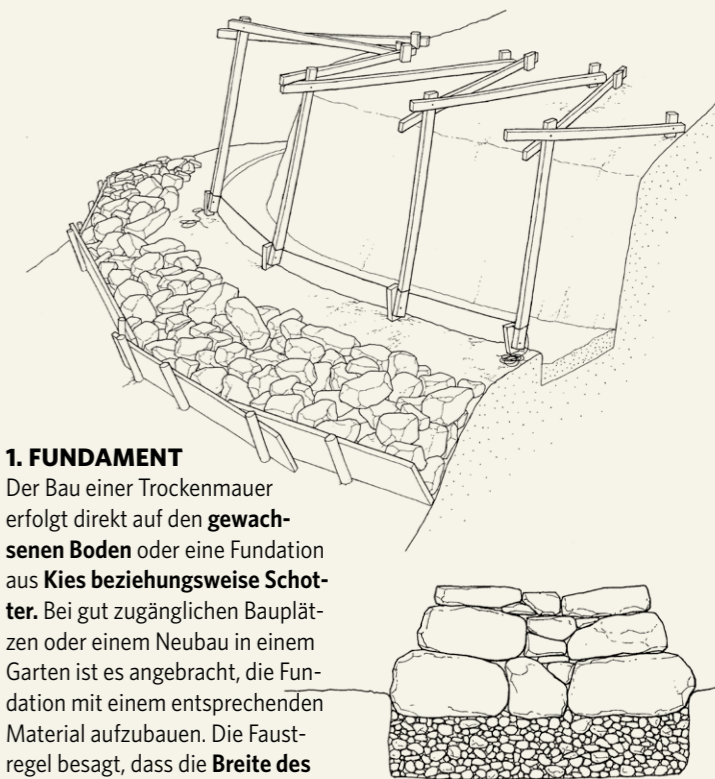 1. FUNDAMENT
Der Bau einer Trockenmauer
erfolgt direkt auf den gewach-
senen Boden oder eine Fundation
aus Kies beziehungsweise Schot-
ter. Bei gut zugänglichen Bauplät-
zen oder einem Neubau in einem
Garten ist es angebracht, die Fun-
dation mit einem entsprechenden
Material aufzubauen. Die Faust-
regel besagt, dass die Breite des